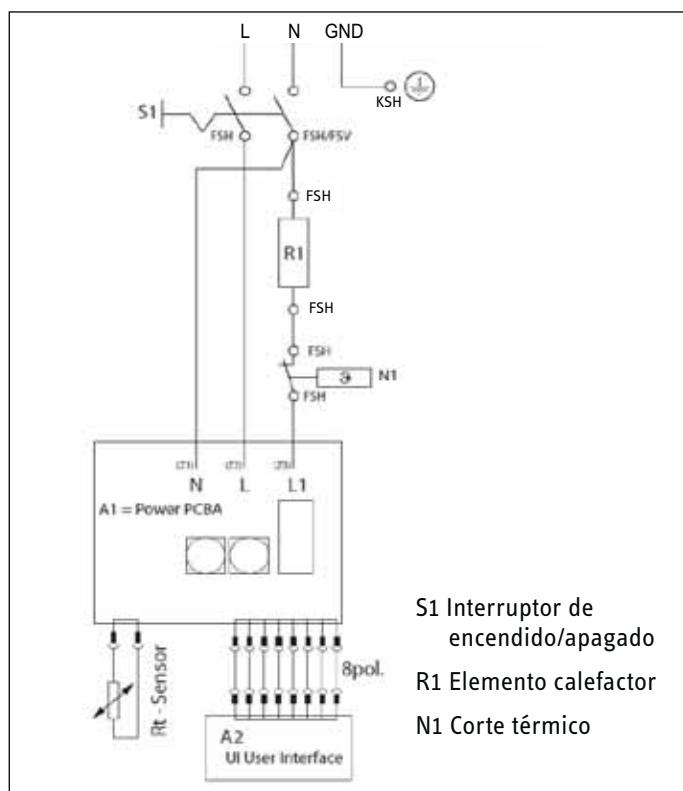 L N GND
KSH
S1
FSH FSH/FSV
FSH
R1
FSH
FSH
N1
FSH
N L L1
A1 = Power PCBA
Rt - Sensor
8pol.
A2
UI User Interface
S1 Interruptor de
encendido/apagado
R1 Elemento calefactor
N1 Corte térmico